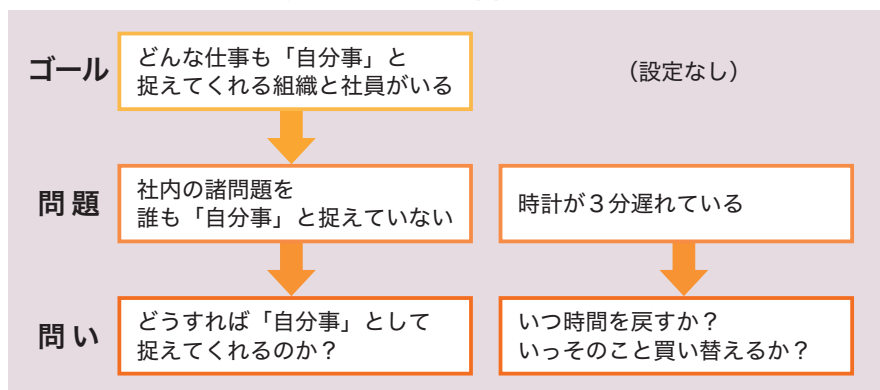 ゴール
どんな仕事も「自分事」と
捉えてくれる組織と社員がいる
（設定なし）
問題
社内の諸問題を
誰も「自分事」と捉えていない
時計が３分遅れている
問い
どうすれば「自分事」として
捉えてくれるのか？
いつ時間を戻すか？
いっそのこと買い替えるか？